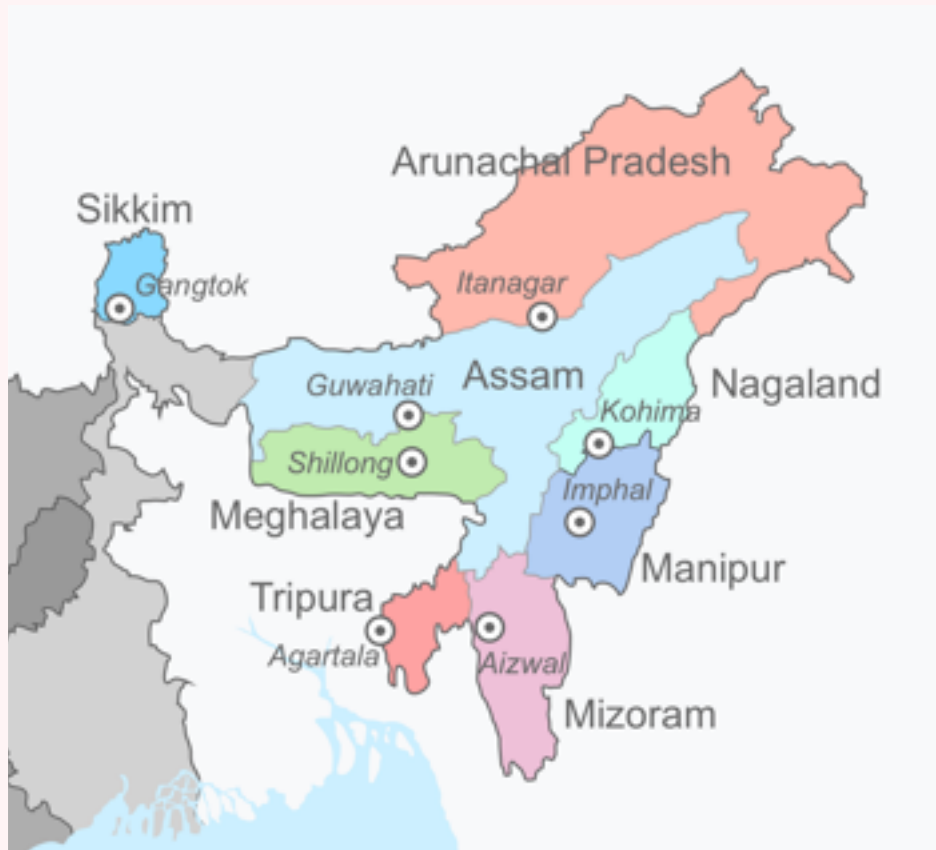 Arunachal Pradesh
Sikkim
Gangtok
Itanagar
Guwahati
Assam
Nagaland
Kohima
Shillong
Imphal
Meghalaya
Manipur
Tripura
Agartala
Aizwal
Mizoram